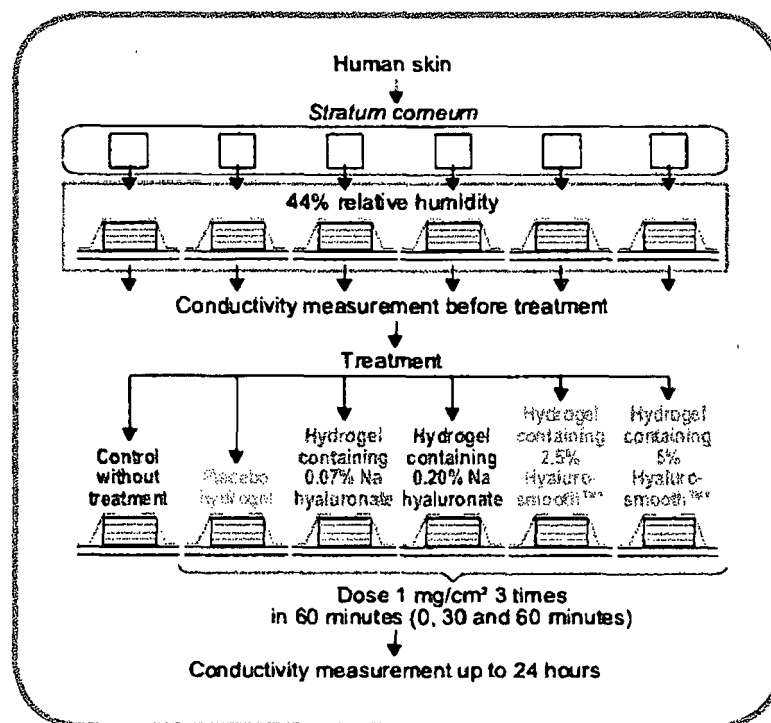 Human skin
Stratum corneum
44% relative humidity
Conductivity measurement before treatment
Treatment
Control
without
treatment
Placebo
hydrogel
Hydrogel
containing
0.07% Na
hyaluronate
Hydrogel
containing
0.20% Na
hyaluronate
Hydrogel
containing
2.5%
Hyaluro-
smooth™
Hydrogel
containing
5%
Hyaluro-
smooth™
Dose 1 mg/cm² 3 times
in 60 minutes (0, 30 and 60 minutes)
Conductivity measurement up to 24 hours